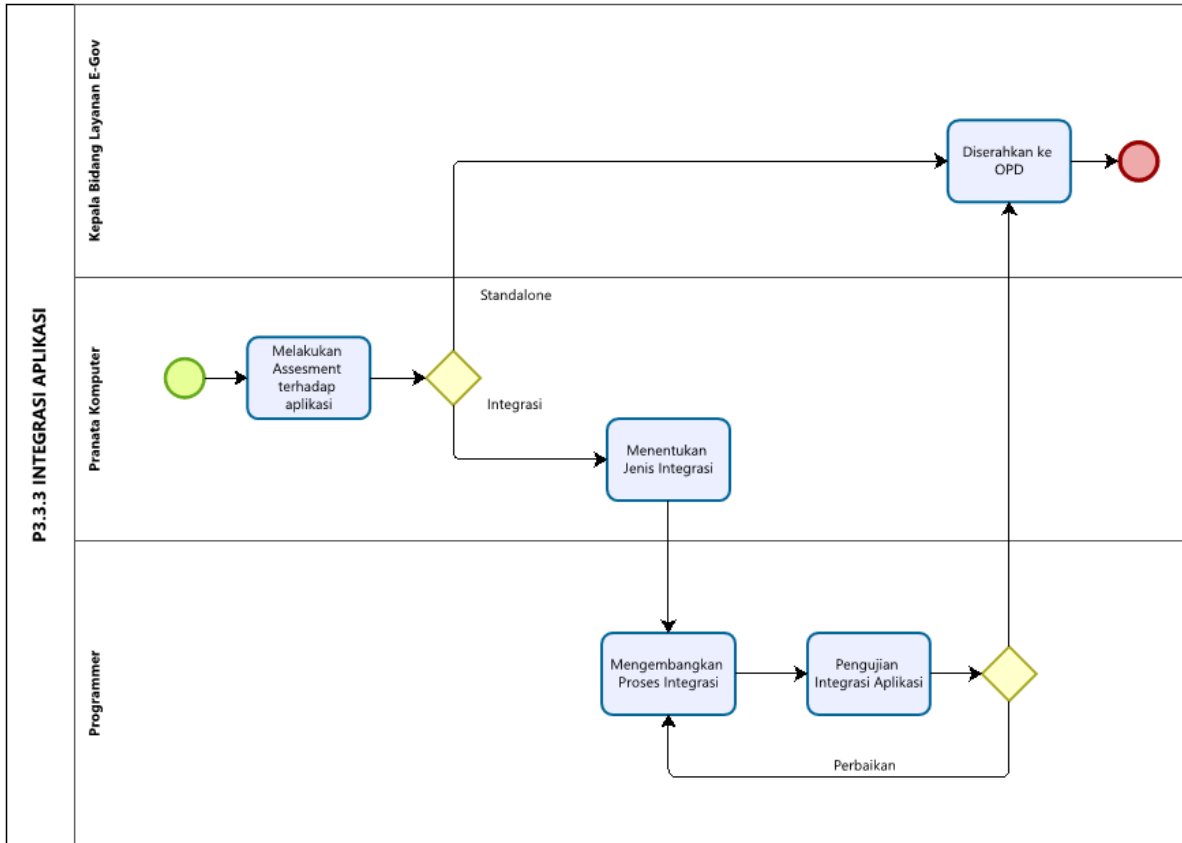 P3.3.3 INTEGRASI APLIKASI
Kepala Bidang Layanan E-Gov
Diserahkan ke
OPD
Pranata Komputer
Standalone
Melakukan
Assesment
terhadap
aplikasi
Integrasi
Menentukan
Jenis Integrasi
Programmer
Mengembangkan
Proses Integrasi
Pengujian
Integrasi Aplikasi
Perbaikan